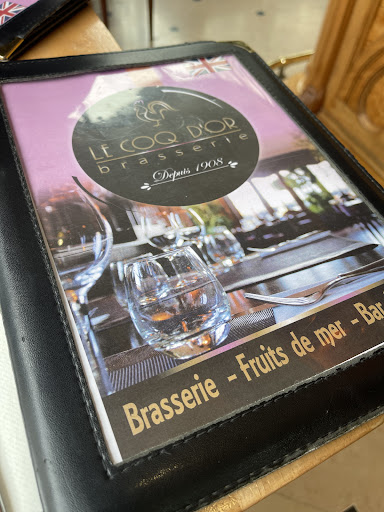 LE COQ D'OR
brasserie
Depuis 1908
Brasserie - Fruits de mer - Bar